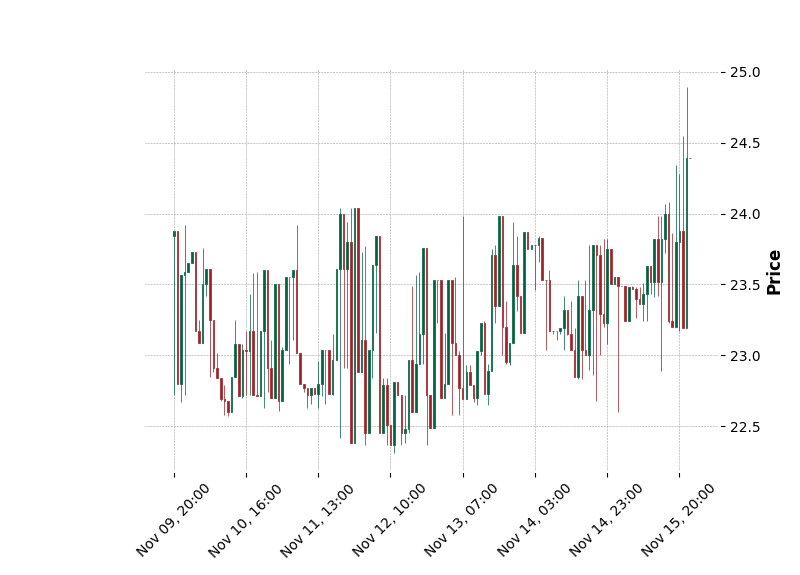 25.0
24.5
24.0
23.5
23.0
22.5
Price
Nov 09, 20:00
Nov 10, 16:00
Nov 11, 13:00
Nov 12, 10:00
Nov 13, 07:00
Nov 14, 03:00
Nov 14, 23:00
Nov 15, 20:00